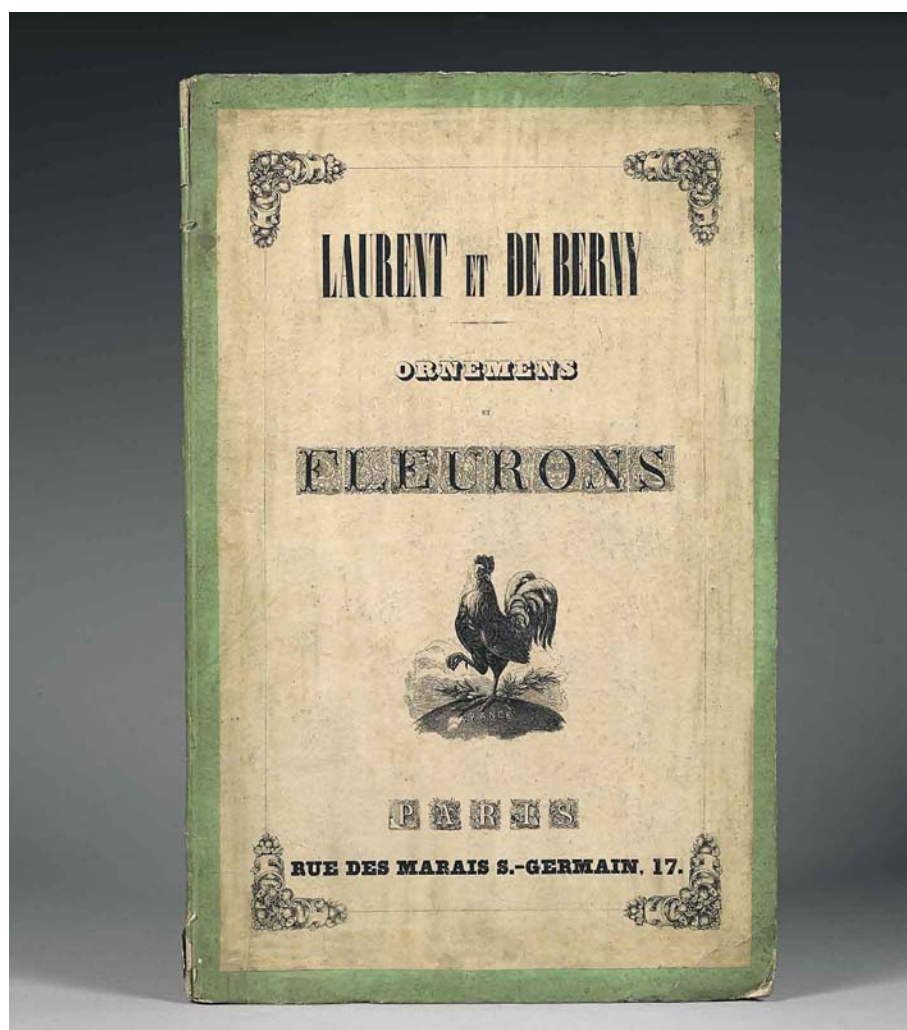 LAURENT ET DE BERNY
ORNEMENS
ET
FLEURONS
FRANCE
PARIS
RUE DES MARAIS S.-GERMAIN, 17.